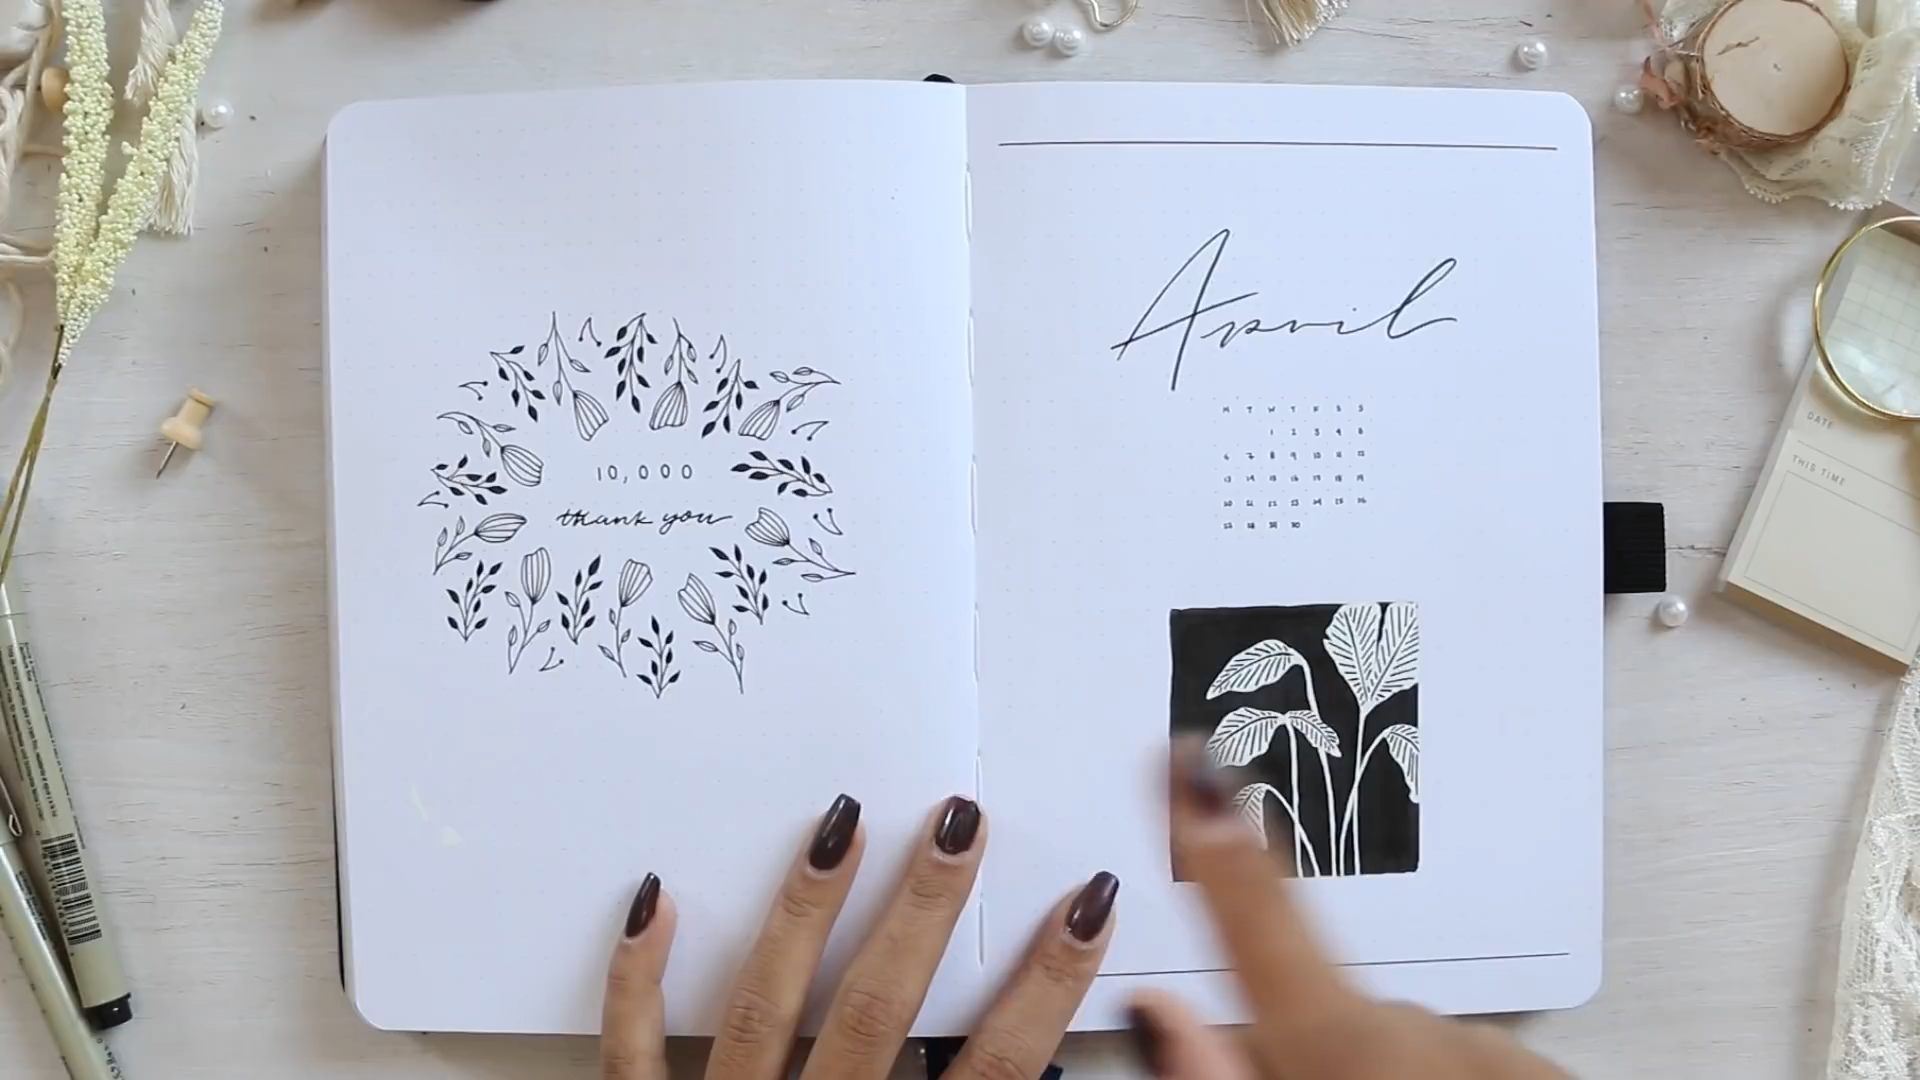 10,000
thank you
April
M T W T F S S
1 2 3 4 5
6 7 8 9 10 11 12
13 14 15 16 17 18 19
20 21 22 23 24 25 26
27 28 29 30
DATE
THIS TIME